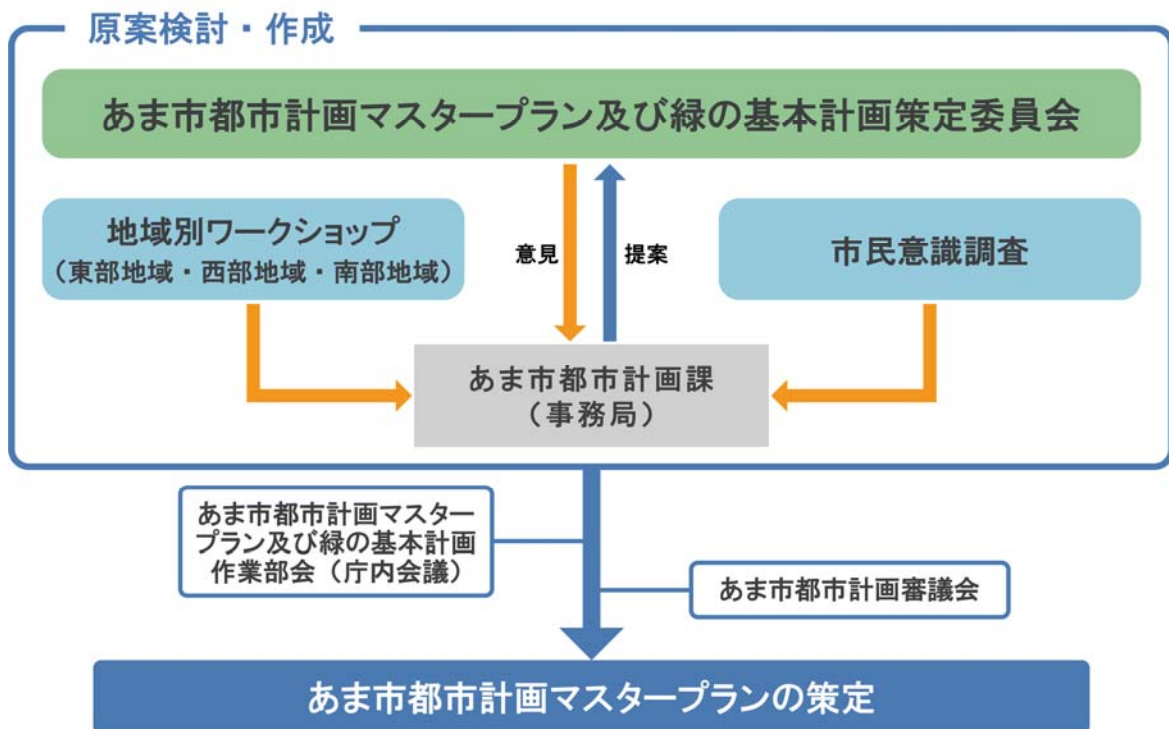 原案検討・作成
あま市都市計画マスタープラン及び緑の基本計画策定委員会
地域別ワークショップ
（東部地域・西部地域・南部地域）
意見
提案
市民意識調査
あま市都市計画課
（事務局）
あま市都市計画マスター
プラン及び緑の基本計画
作業部会（庁内会議）
あま市都市計画審議会
あま市都市計画マスタープランの策定